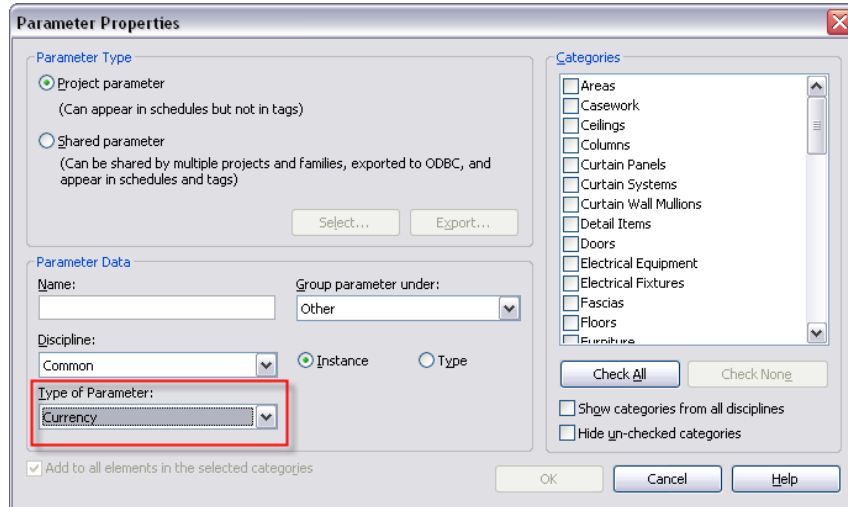 Parameter Properties
Parameter Type
Project parameter
(Can appear in schedules but not in tags)
Shared parameter
(Can be shared by multiple projects and families, exported to ODBC, and
appear in schedules and tags)
Select...
Export...
Parameter Data
Name:
Group parameter under:
Other
Discipline:
Common
Instance
Type
Type of Parameter:
Currency
Add to all elements in the selected categories
Categories
Areas
Casework
Ceilings
Columns
Curtain Panels
Curtain Systems
Curtain Wall Mullions
Detail Items
Doors
Electrical Equipment
Electrical Fixtures
Fascias
Floors
Furniture
Check All
Check None
Show categories from all disciplines
Hide un-checked categories
OK
Cancel
Help